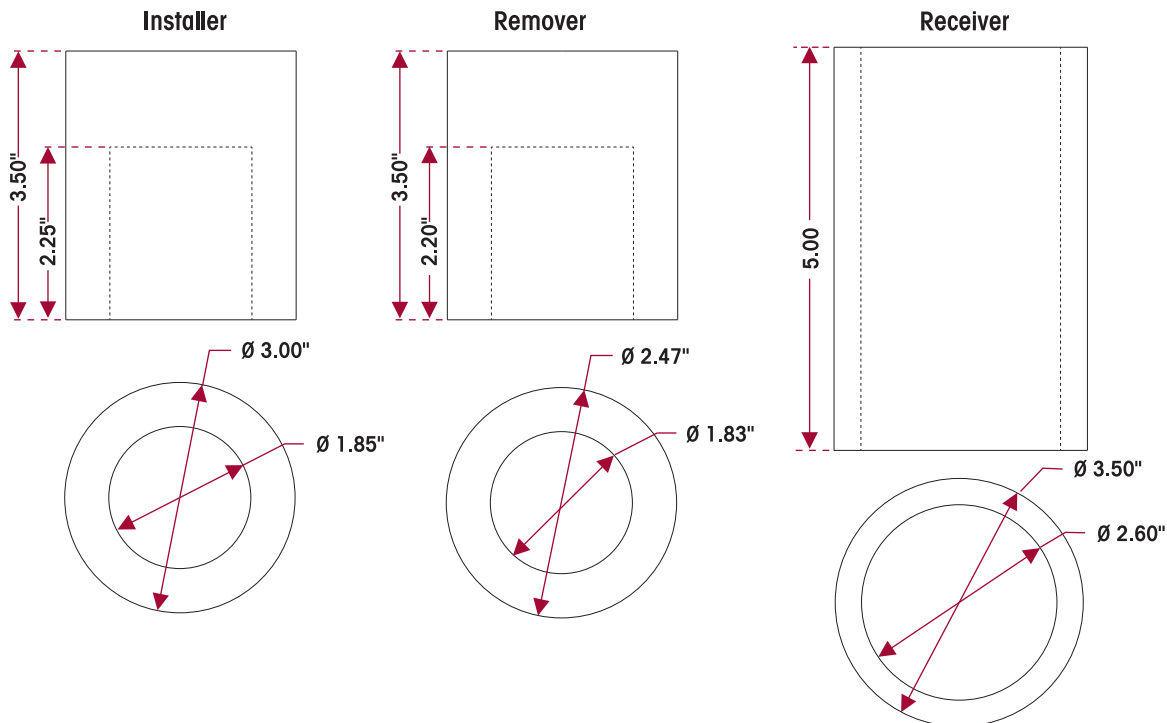 Installer
3.50"
2.25"
Ø 3.00"
Ø 1.85"
Remover
3.50"
2.20"
Ø 2.47"
Ø 1.83"
Receiver
5.00
Ø 3.50"
Ø 2.60"